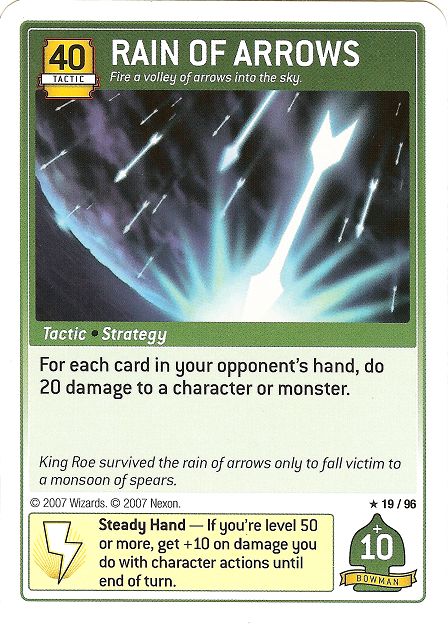 40
TACTIC
RAIN OF ARROWS
Fire a volley of arrows into the sky.
Tactic • Strategy
For each card in your opponent's hand, do
20 damage to a character or monster.
King Roe survived the rain of arrows only to fall victim to
a monsoon of spears.
© 2007 Wizards. © 2007 Nexon.
★ 19 / 96
Steady Hand — If you're level 50
or more, get +10 on damage you
do with character actions until
end of turn.
+
10
BOWMAN